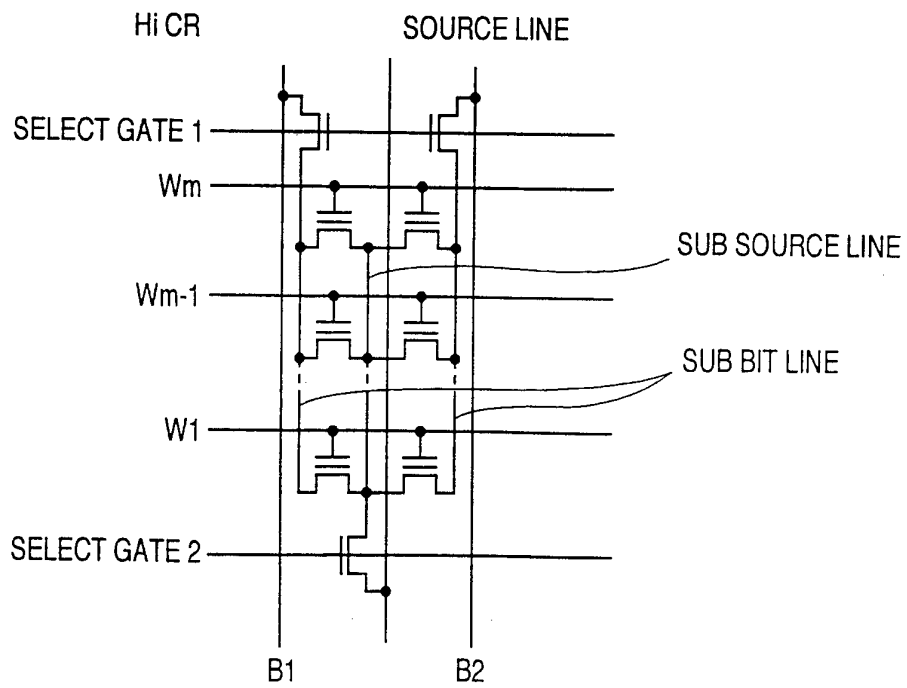 Hi CR
SOURCE LINE
SELECT GATE 1
Wm
SUB SOURCE LINE
Wm-1
SUB BIT LINE
W1
SELECT GATE 2
B1
B2